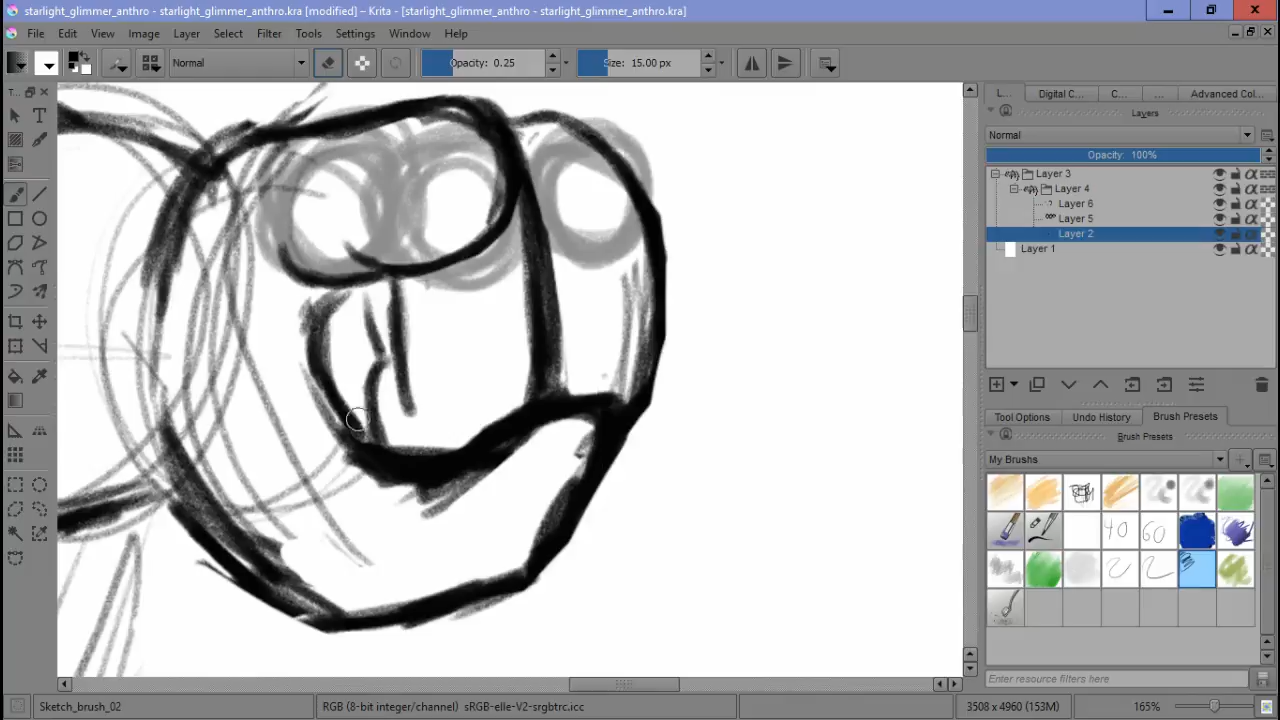 starlight_glimmer_anthro - starlight_glimmer_anthro.kra [modified] – Krita - [starlight_glimmer_anthro - starlight_glimmer_anthro.kra]
File Edit View Image Layer Select Filter Tools Settings Window Help
Normal Opacity: 0.25 Size: 15.00 px
T... L... Digital C... C... ... Advanced Col...
Layers
Normal
Opacity: 100%
Layer 3
Layer 4
Layer 6
Layer 5
Layer 2
Layer 1
Tool Options Undo History Brush Presets
Brush Presets
My Brushes
40 60
Enter resource filters here
Sketch_brush_02 RGB (8-bit integer/channel) sRGB-elle-V2-srgbtrc.icc 3508 x 4960 (153M) 165%